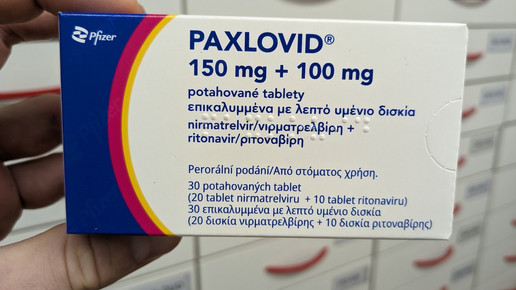 Pfizer
PAXLOVID®
150 mg + 100 mg
potahované tablety
επικαλυμμένα με λεπτό υμένιο δισκία
nirmatrelvir/νιρματρελβίρη +
ritonavir/ριτοναβίρη
Perorální podání/Από στόματος χρήση.
30 potahovaných tablet
(20 tablet nirmatrelviru + 10 tablet ritonaviru)
30 επικαλυμμένα με λεπτό υμένιο δισκία
(20 δισκία νιρματρελβίρης + 10 δισκία ριτοναβίρης)